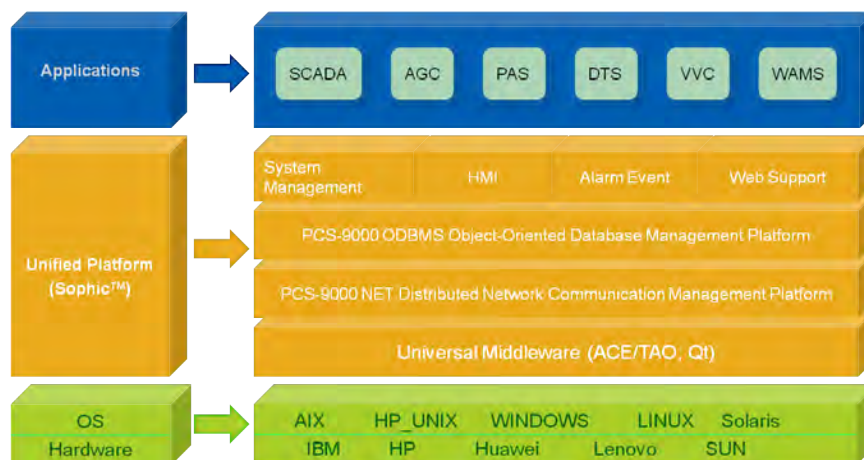 Applications
SCADA AGC PAS DTS VVC WAMS
Unified Platform
(Sophic™)
System
Management
HMI
Alarm Event
Web Support
PCS-9000 ODBMS Object-Oriented Database Management Platform
PCS-9000 NET Distributed Network Communication Management Platform
Universal Middleware (ACE/TAO, Qt)
OS
AIX HP_UNIX WINDOWS LINUX Solaris
Hardware
IBM HP Huawei Lenovo SUN